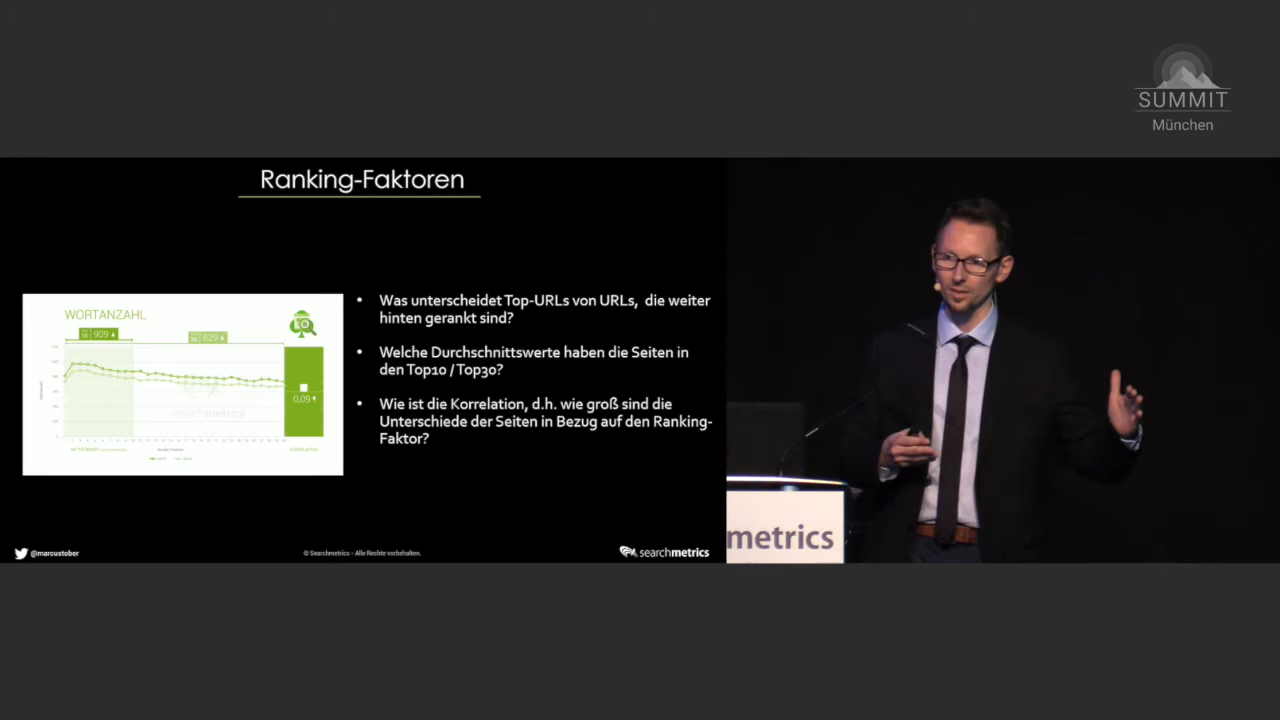 SUMMIT
München
Ranking-Faktoren
WORTANZAHL
909
829
0,09
• Was unterscheidet Top-URLs von URLs, die weiter
hinten gerankt sind?
• Welche Durchschnittswerte haben die Seiten in
den Top10 / Top30?
• Wie ist die Korrelation, d.h. wie groß sind die
Unterschiede der Seiten in Bezug auf den Ranking-
Faktor?
@marcustober
© Searchmetrics – Alle Rechte vorbehalten.
searchmetrics
metrics